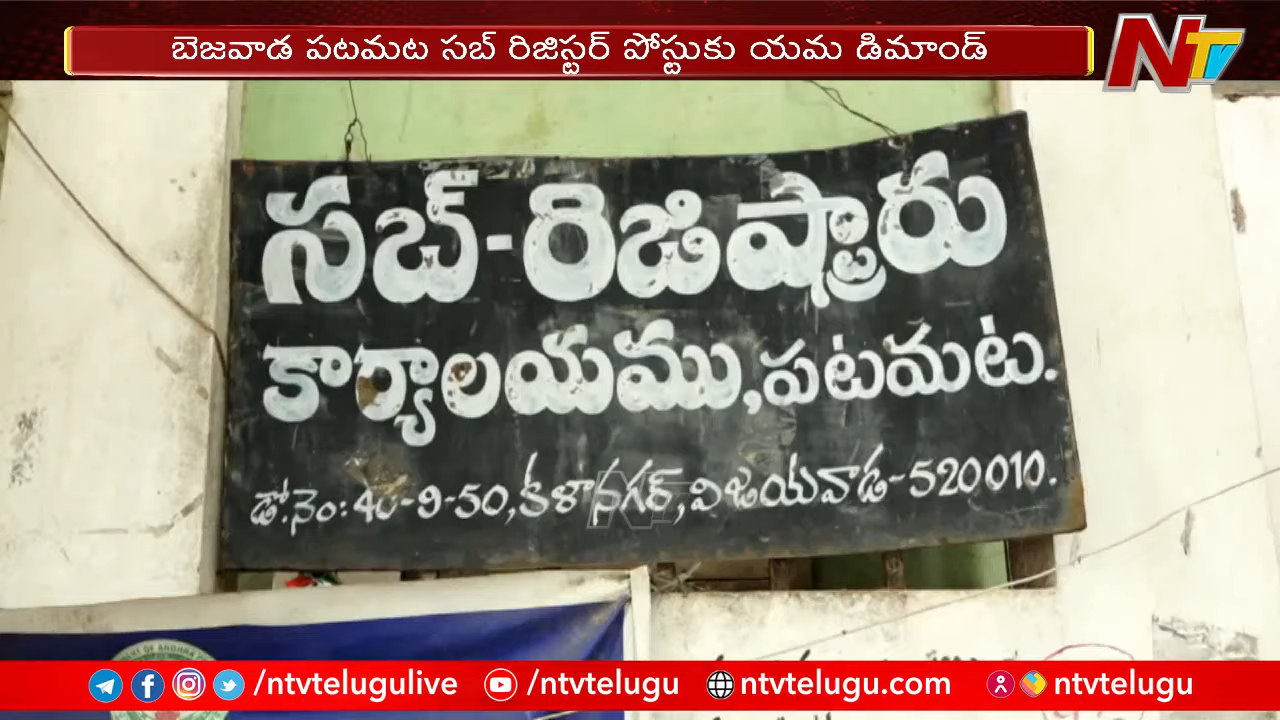 బెజవాడ పటమట సబ్ రిజిస్టర్ పోస్టుకు యమ డిమాండ్
NTV
సబ్-రెజిష్ట్రారు
కార్యాలయము, పటమట.
డో.నెం: 40-9-50, కళానగర్, విజయవాడ-520010.
/ntvtelugulive /ntvtelugu ntvtelugu.com ntvtelugu